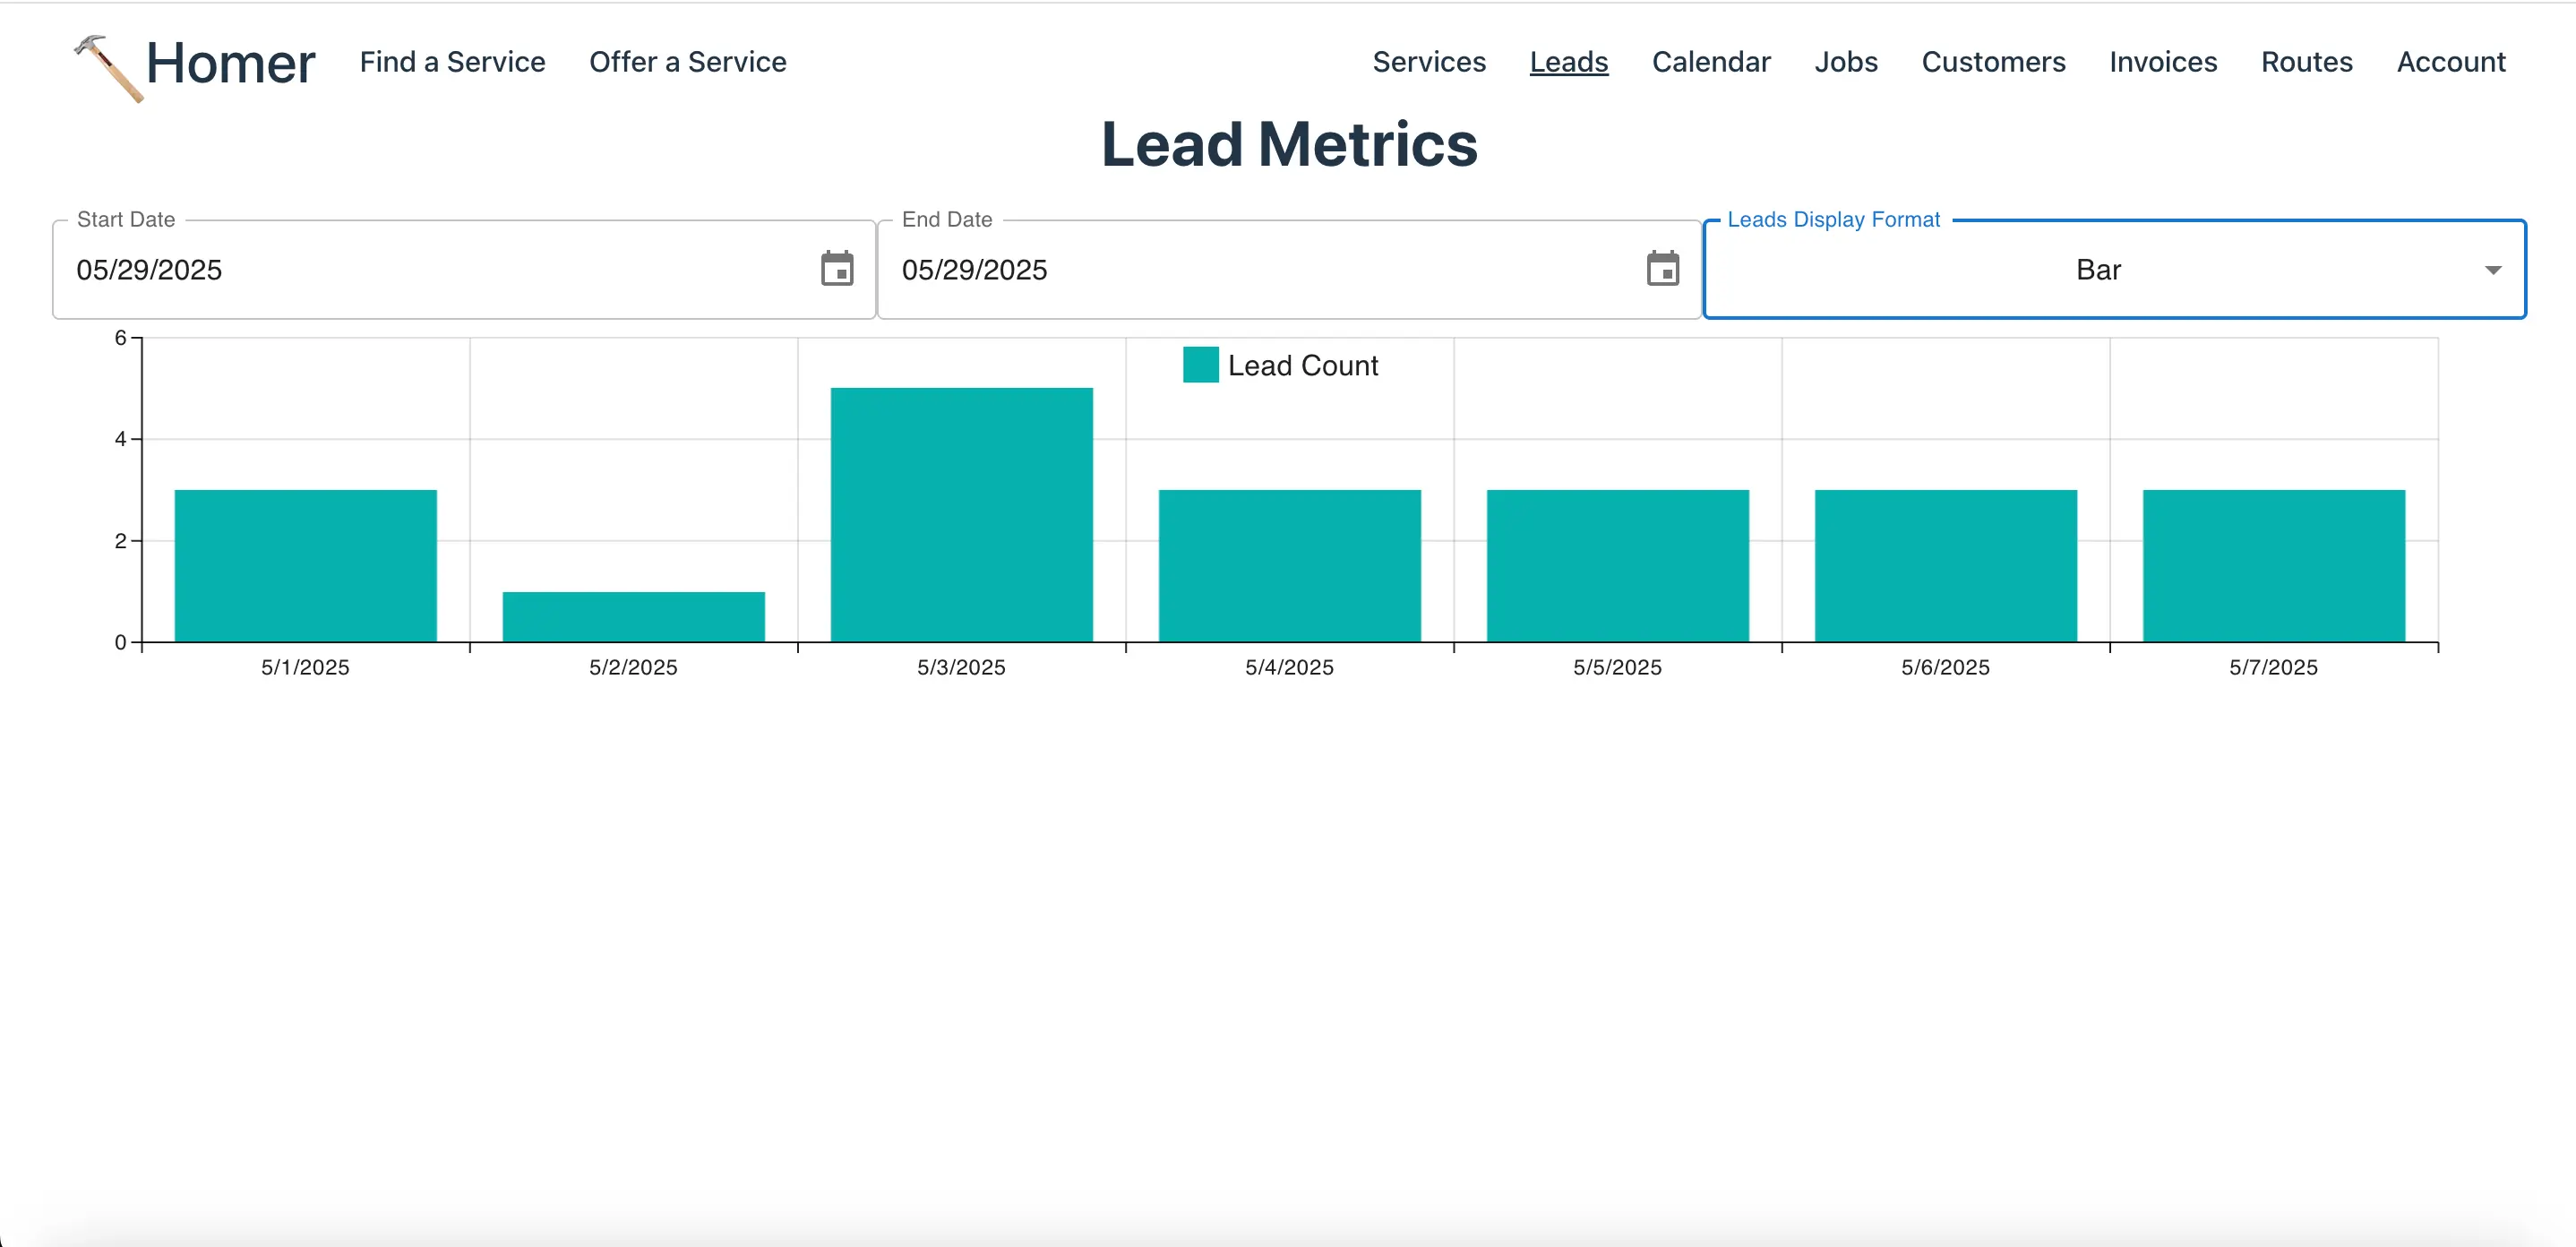 Homer Find a Service Offer a Service Services Leads Calendar Jobs Customers Invoices Routes Account
Lead Metrics
Start Date End Date Leads Display Format
05/29/2025 05/29/2025 Bar
Lead Count
6
4
2
0
5/1/2025 5/2/2025 5/3/2025 5/4/2025 5/5/2025 5/6/2025 5/7/2025